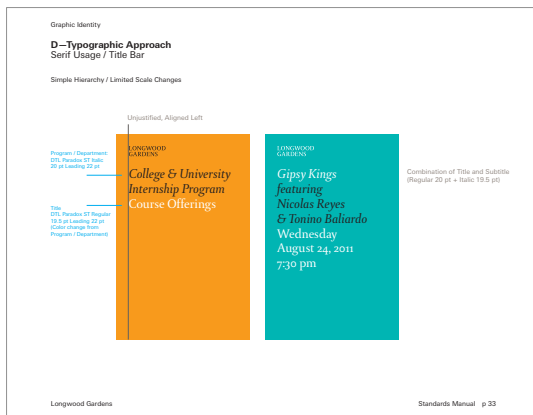 Graphic Identity
D—Typographic Approach
Serif Usage / Title Bar
Simple Hierarchy / Limited Scale Changes
Unjustified, Aligned Left
Program / Department:
DTL Paradox ST Italic
20 pt Leading 22 pt
Title
DTL Paradox ST Regular
19.5 pt Leading 22 pt
(Color change from
Program / Department)
LONGWOOD
GARDENS
College & University
Internship Program
Course Offerings
LONGWOOD
GARDENS
Gipsy Kings
featuring
Nicolas Reyes
& Tonino Baliardo
Wednesday
August 24, 2011
7:30 pm
Combination of Title and Subtitle
(Regular 20 pt + Italic 19.5 pt)
Longwood Gardens
Standards Manual p 33